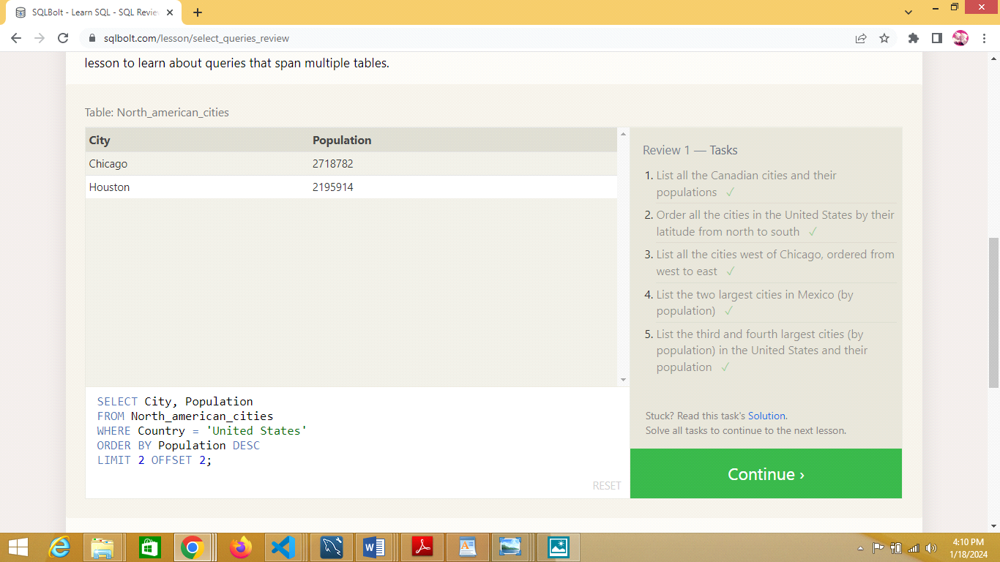 SQLBolt - Learn SQL - SQL Review
sqlbolt.com/lesson/select_queries_review
lesson to learn about queries that span multiple tables.
Table: North_american_cities
City Population
Chicago 2718782
Houston 2195914
SELECT City, Population
FROM North_american_cities
WHERE Country = 'United States'
ORDER BY Population DESC
LIMIT 2 OFFSET 2;
RESET
Review 1 — Tasks
1. List all the Canadian cities and their
populations ✓
2. Order all the cities in the United States by their
latitude from north to south ✓
3. List all the cities west of Chicago, ordered from
west to east ✓
4. List the two largest cities in Mexico (by
population) ✓
5. List the third and fourth largest cities (by
population) in the United States and their
population ✓
Stuck? Read this task's Solution.
Solve all tasks to continue to the next lesson.
Continue ›
4:10 PM
1/18/2024